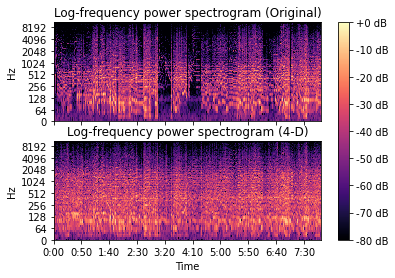 Log-frequency power spectrogram (Original)
8192
4096
2048
1024
512
256
128
0
Hz
Log-frequency power spectrogram (4-D)
8192
4096
2048
1024
512
256
128
64
0
Hz
0:00 0:50 1:40 2:30 3:20 4:10 5:00 5:50 6:40 7:30
Time
+0 dB
-10 dB
-20 dB
-30 dB
-40 dB
-50 dB
-60 dB
-70 dB
-80 dB